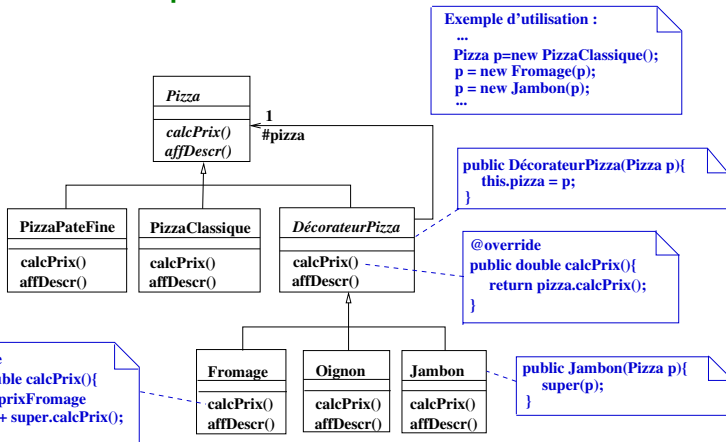 Exemple d'utilisation :
...
Pizza p=new PizzaClassique();
p = new Fromage(p);
p = new Jambon(p);
...
Pizza
calcPrix()
affDescr()
1
#pizza
public DécorateurPizza(Pizza p){
this.pizza = p;
}
PizzaPateFine
calcPrix()
affDescr()
PizzaClassique
calcPrix()
affDescr()
DécorateurPizza
calcPrix()
affDescr()
@override
public double calcPrix(){
return pizza.calcPrix();
}
calcPrix(){
prixFromage
+ super.calcPrix();
Fromage
calcPrix()
affDescr()
Oignon
calcPrix()
affDescr()
Jambon
calcPrix()
affDescr()
public Jambon(Pizza p){
super(p);
}